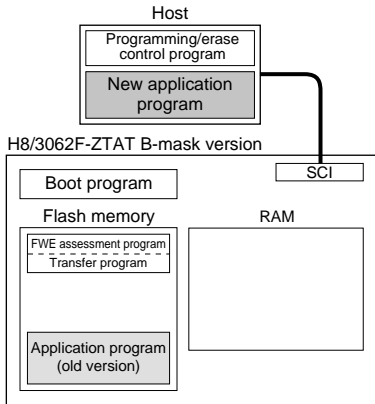 Host
Programming/erase
control program
New application
program
H8/3062F-ZTAT B-mask version
SCI
Boot program
Flash memory
RAM
FWE assessment program
Transfer program
Application program
(old version)